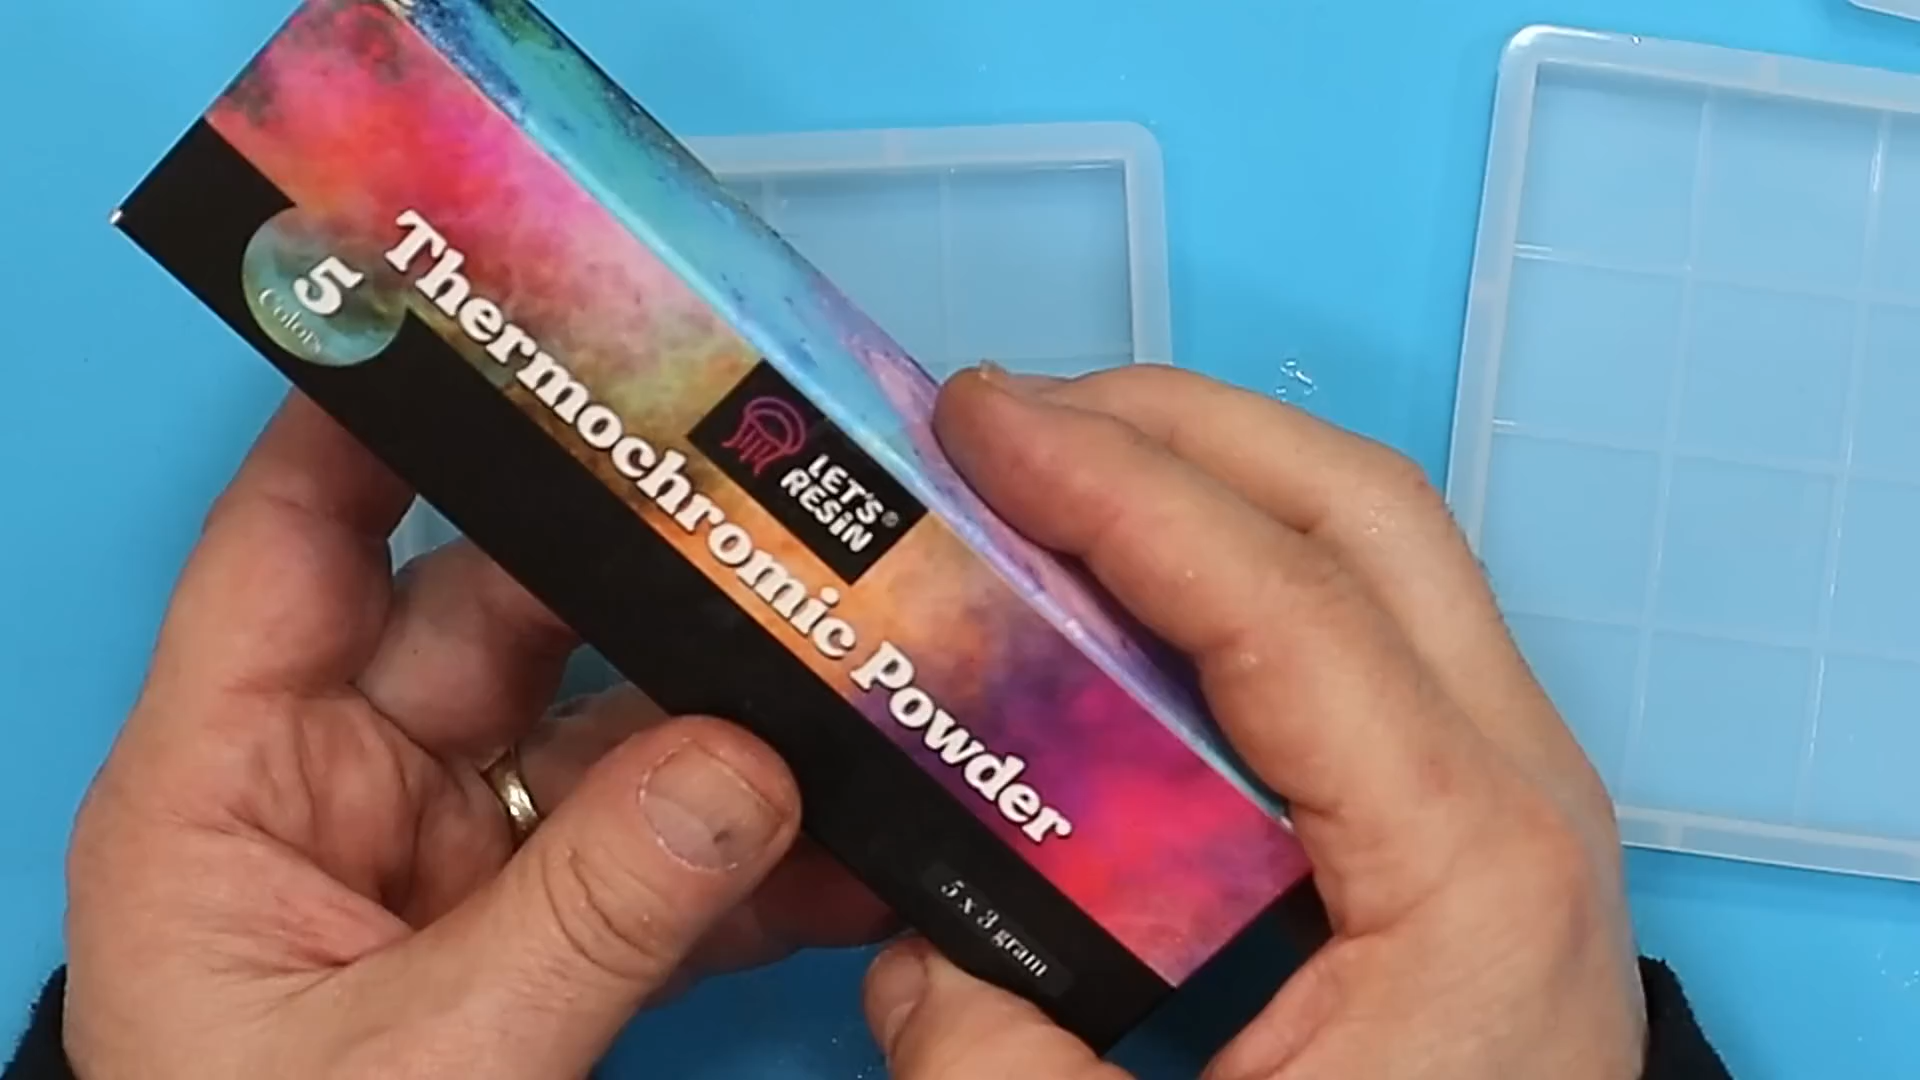 5
Colors
Thermochromic Powder
LET'S®
RESiN
5 x 3 gram